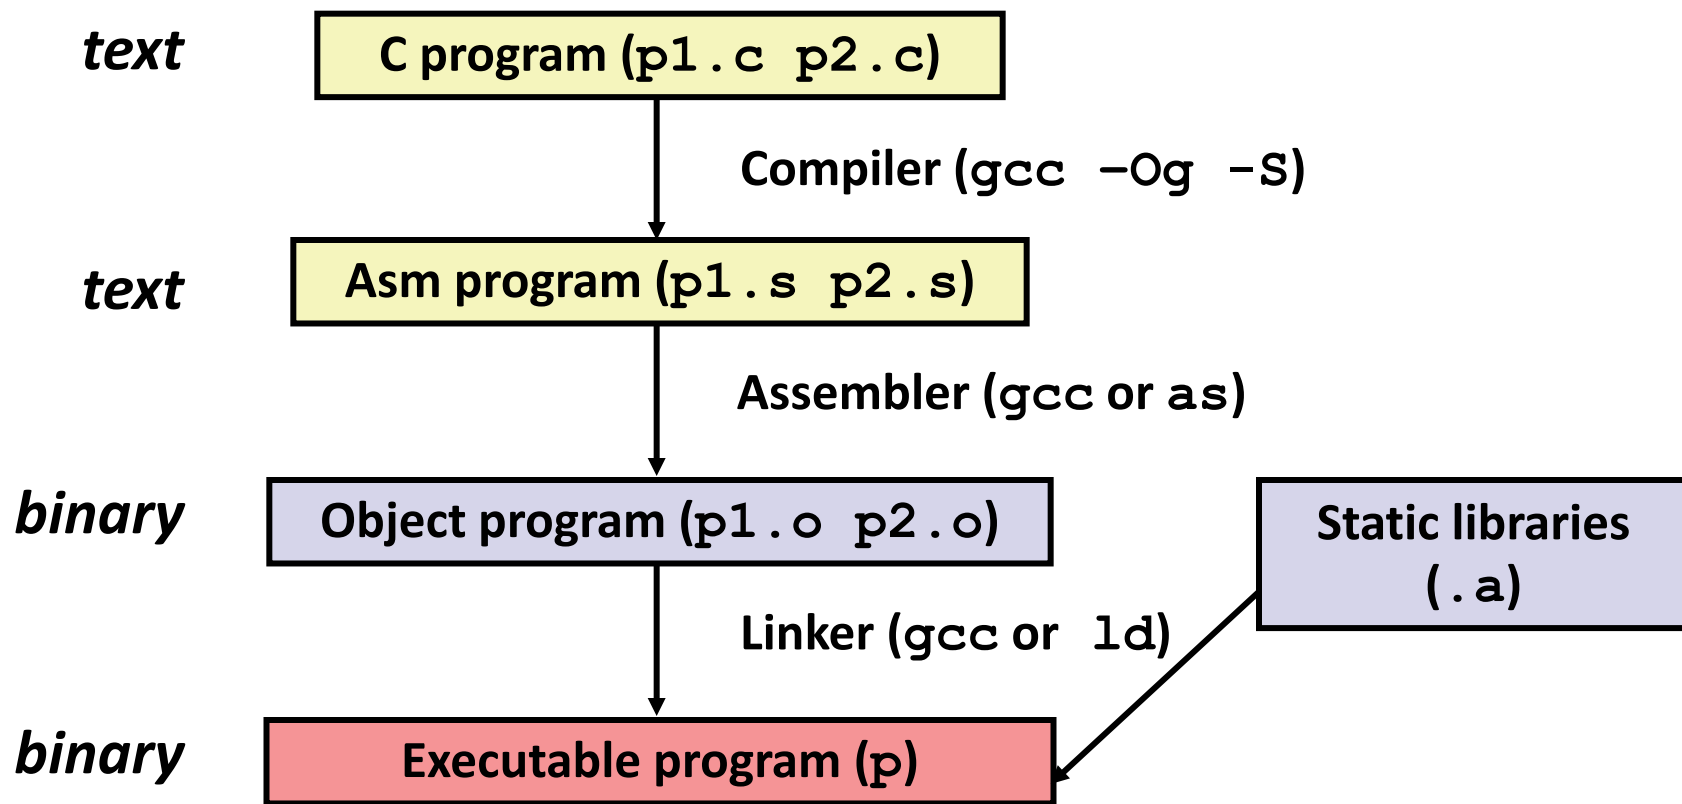 text
C program (p1.c p2.c)
Compiler (gcc –Og -S)
text
Asm program (p1.s p2.s)
Assembler (gcc or as)
binary
Object program (p1.o p2.o)
Static libraries
(.a)
Linker (gcc or ld)
binary
Executable program (p)